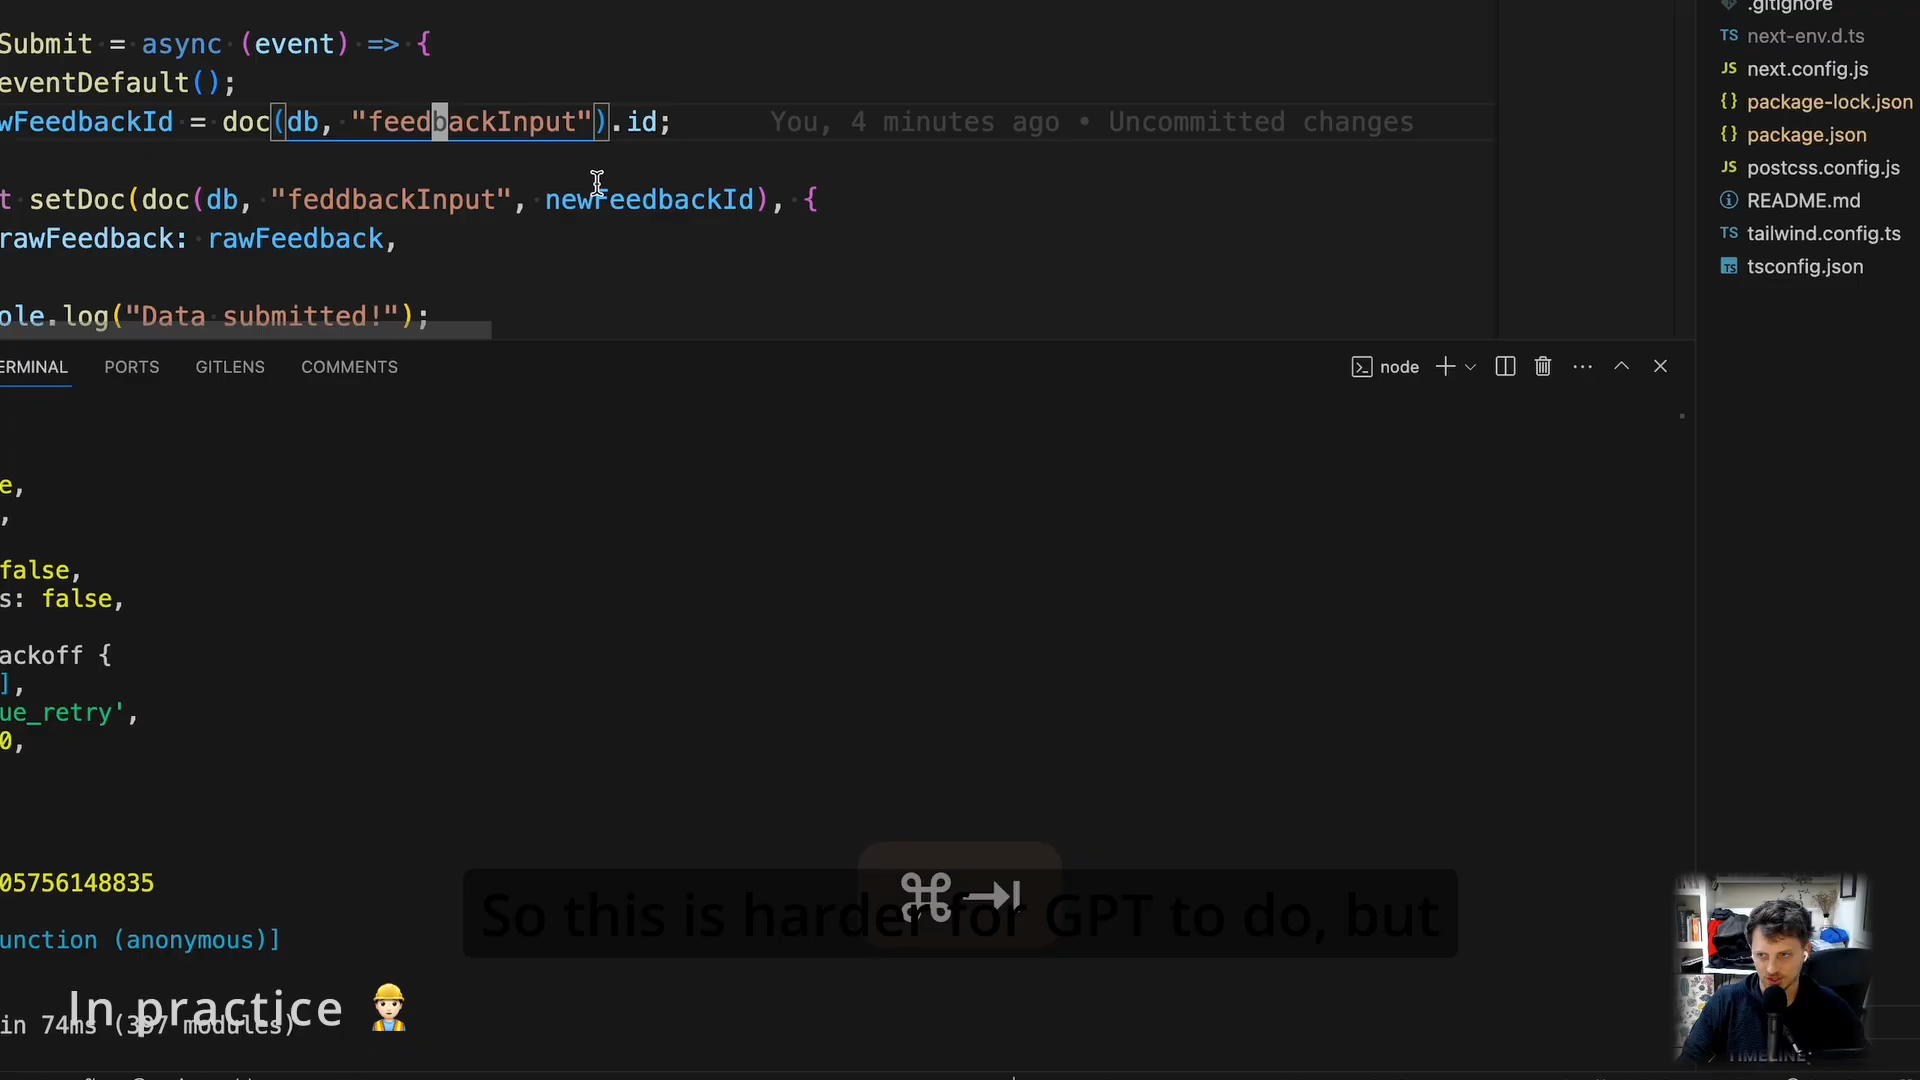 Submit = async (event) => {
eventDefault();
wFeedbackId = doc(db, "feedbackInput").id; You, 4 minutes ago • Uncommitted changes
t setDoc(doc(db, "feddbackInput", newFeedbackId), {
rawFeedback: rawFeedback,
ole.log("Data submitted!");
.gitignore
TS next-env.d.ts
JS next.config.js
{} package-lock.json
{} package.json
JS postcss.config.js
README.md
TS tailwind.config.ts
TS tsconfig.json
ERMINAL PORTS GITLENS COMMENTS
node
e,
,
false,
s: false,
ackoff {
],
ue_retry',
0,
05756148835
unction (anonymous)]
in 74ms (397 modules)
⌘⇥
So this is harder for GPT to do, but
In practice 👷
TIMELINE